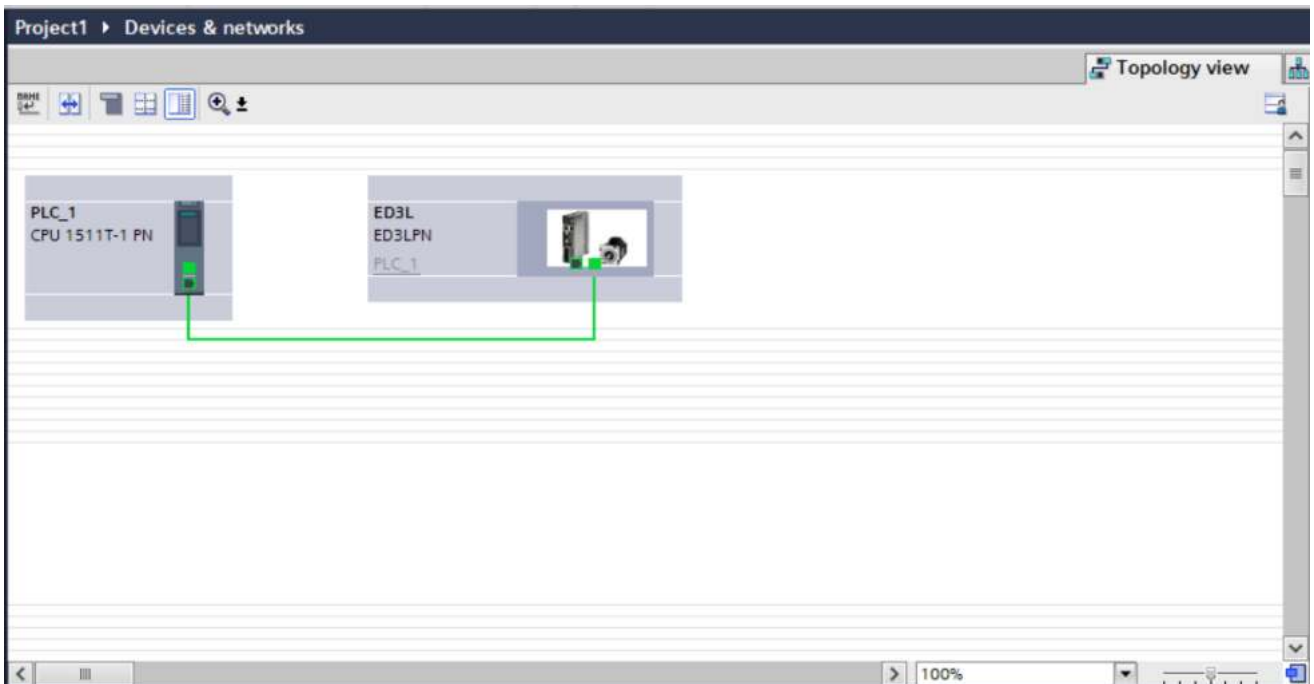 Project1 ▸ Devices & networks
Topology view
PLC_1
CPU 1511T-1 PN
ED3L
ED3LPN
PLC_1
100%